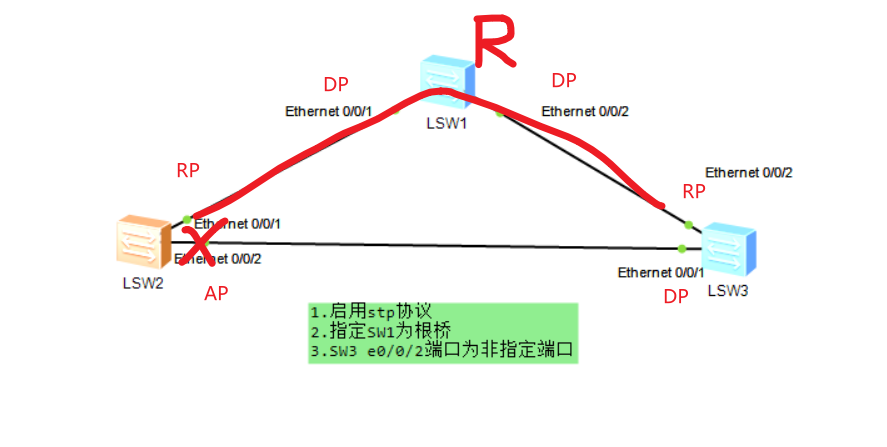 R
DP
DP
Ethernet 0/0/1
Ethernet 0/0/2
LSW1
RP
Ethernet 0/0/2
RP
Ethernet 0/0/1
Ethernet 0/0/2
X
LSW2
AP
Ethernet 0/0/1
DP
LSW3
1.启用stp协议
2.指定SW1为根桥
3.SW3 e0/0/2端口为非指定端口